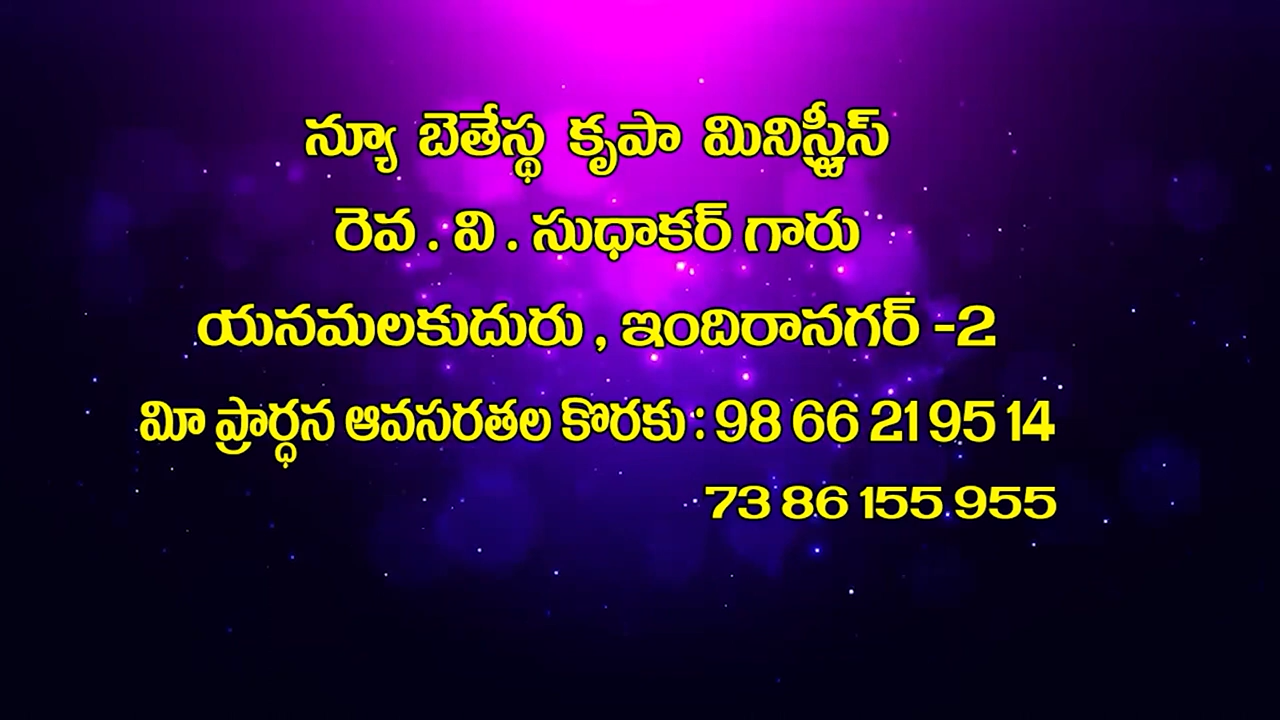 న్యూ బెతేస్థ కృపా మినిస్ట్రీస్
రెవ . వి . సుధాకర్ గారు
యనమలకుదురు , ఇందిరానగర్ -2
మీ ప్రార్ధన ఆవసరతల కొరకు : 98 66 21 95 14
73 86 155 955